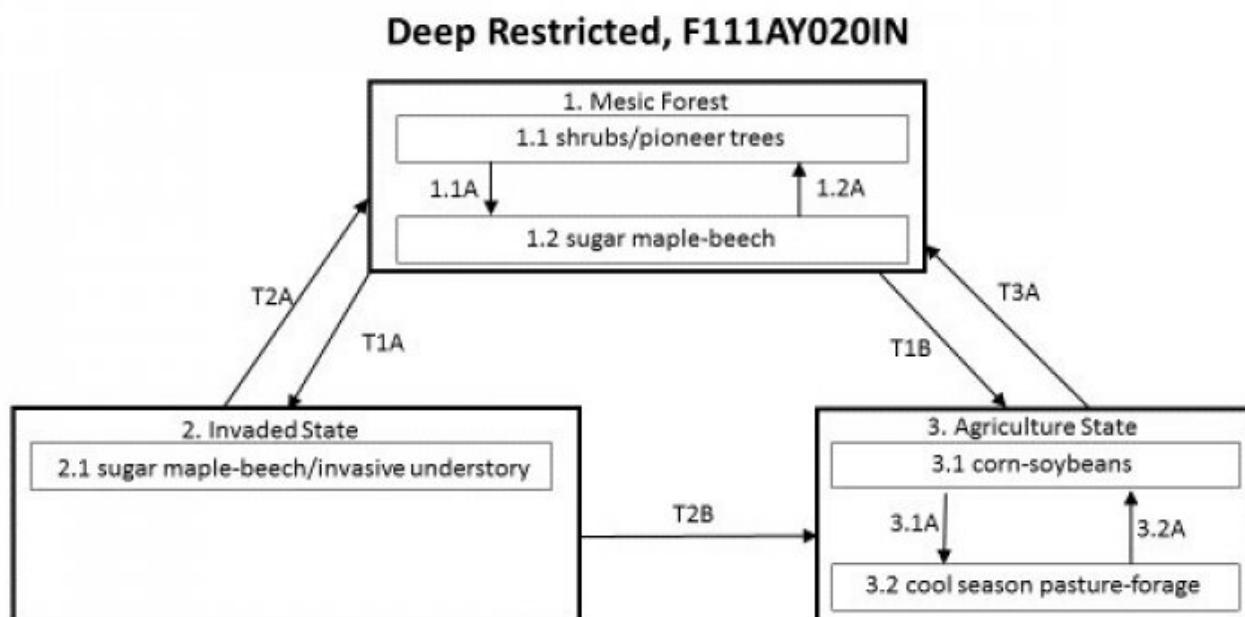 Deep Restricted, F111AY020IN
1. Mesic Forest
1.1 shrubs/pioneer trees
1.1A
1.2A
1.2 sugar maple-beech
T2A
T1A
T1B
T3A
2. Invaded State
2.1 sugar maple-beech/invasive understory
T2B
3. Agriculture State
3.1 corn-soybeans
3.1A
3.2A
3.2 cool season pasture-forage